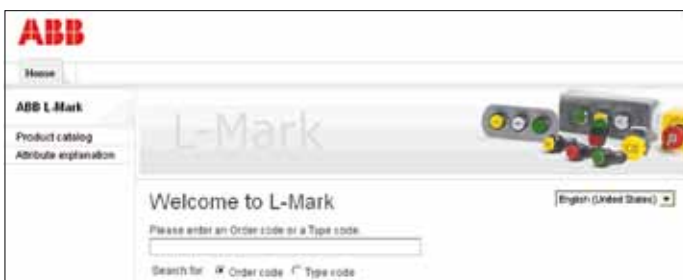 ABB
Home
ABB L-Mark
L-Mark
Product catalog
Attribute explanation
Welcome to L-Mark
English (United States)
Please enter an Order code or a Type code.
Search for: Order code Type code